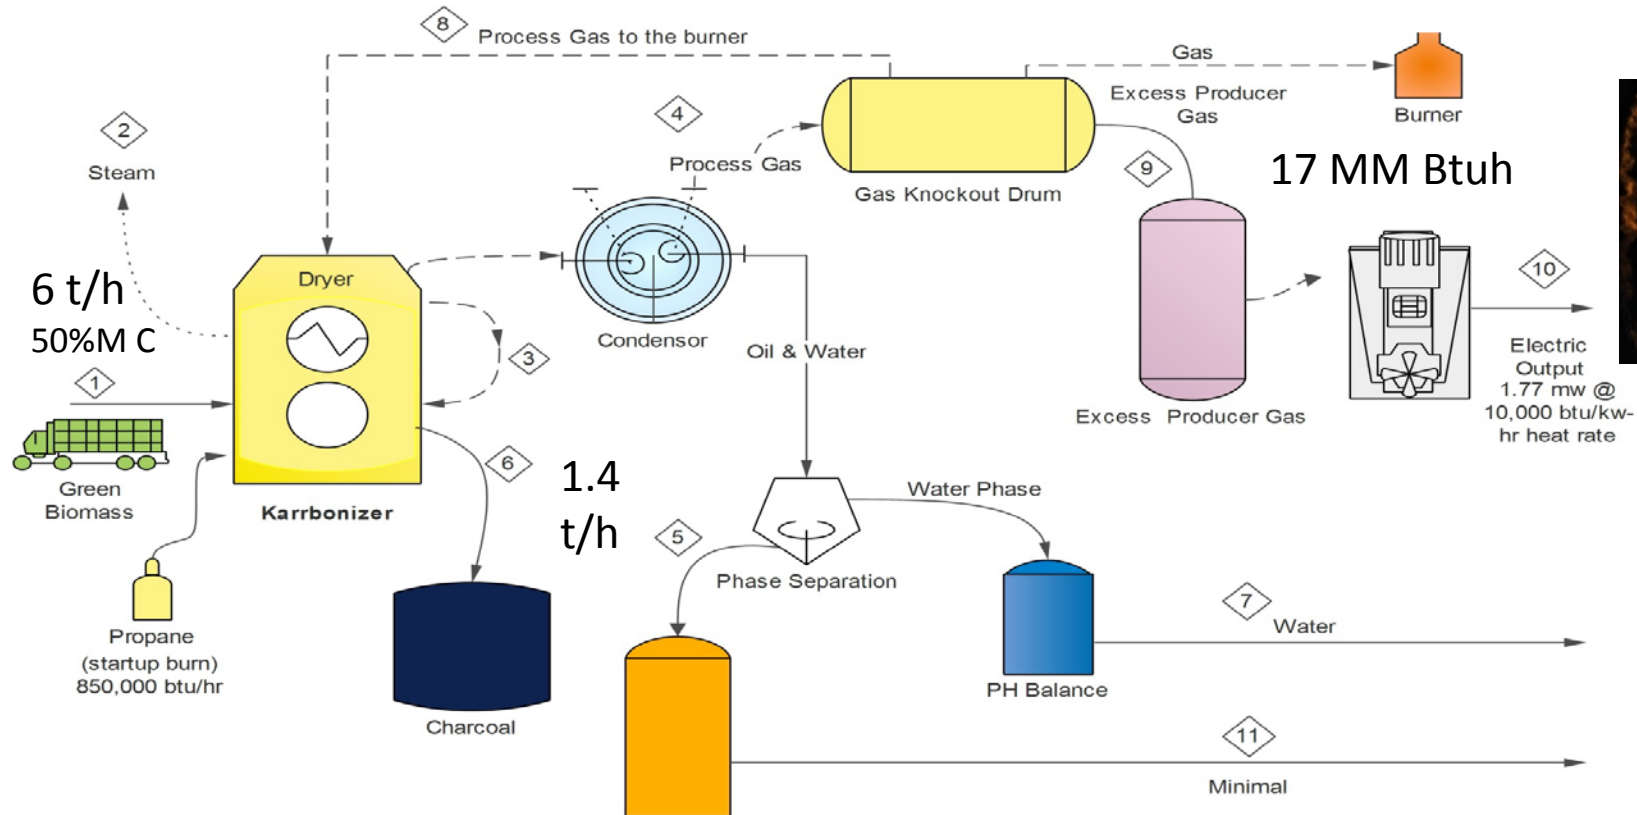 8
Process Gas to the burner
Gas
Excess Producer
Gas
Burner
2
Steam
4
Process Gas
Gas Knockout Drum
9
17 MM Btuh
6 t/h
50%M C
Dryer
Condensor
3
10
Electric
Output
1.77 mw @
10,000 btu/kw-
hr heat rate
1
Oil & Water
Excess Producer Gas
Green
Biomass
Karrbonizer
6
1.4
t/h
5
Water Phase
Phase Separation
Propane
(startup burn)
850,000 btu/hr
Charcoal
7
Water
PH Balance
11
Minimal